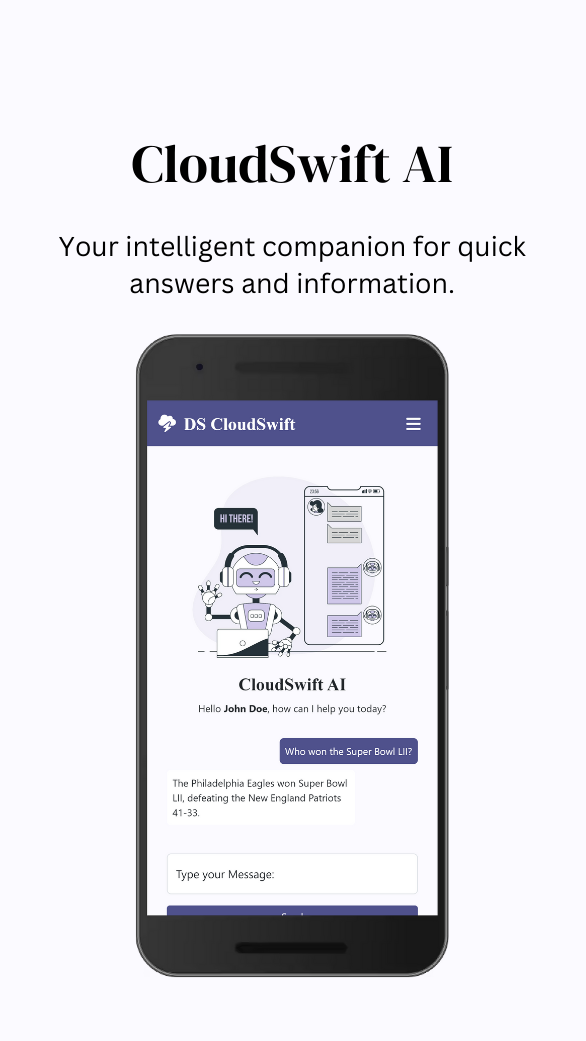 CloudSwift AI
Your intelligent companion for quick
answers and information.
DS CloudSwift
23:56
HI THERE!
CloudSwift AI
Hello John Doe, how can I help you today?
Who won the Super Bowl LII?
The Philadelphia Eagles won Super Bowl
LII, defeating the New England Patriots
41-33.
Type your Message: